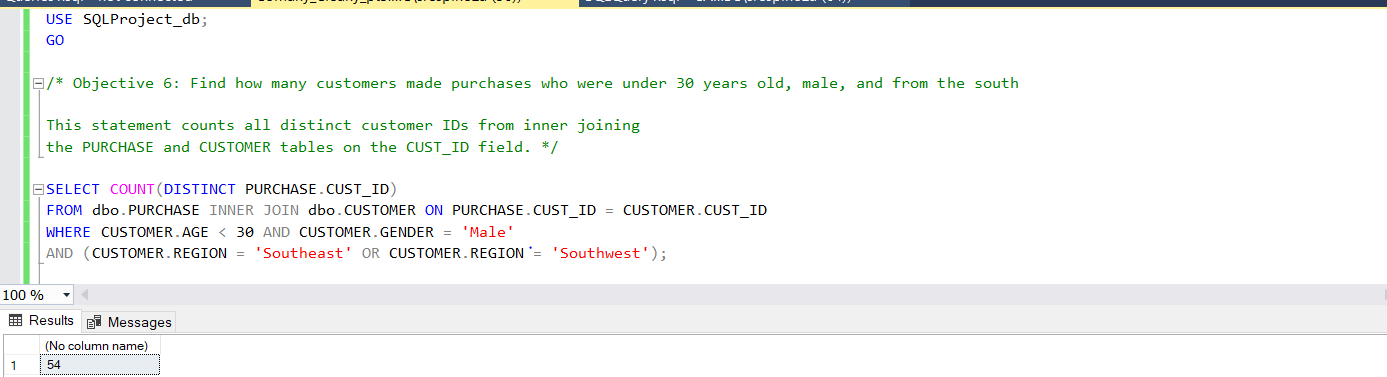 USE SQLProject_db;
GO
/* Objective 6: Find how many customers made purchases who were under 30 years old, male, and from the south
This statement counts all distinct customer IDs from inner joining
the PURCHASE and CUSTOMER tables on the CUST_ID field. */
SELECT COUNT(DISTINCT PURCHASE.CUST_ID)
FROM dbo.PURCHASE INNER JOIN dbo.CUSTOMER ON PURCHASE.CUST_ID = CUSTOMER.CUST_ID
WHERE CUSTOMER.AGE < 30 AND CUSTOMER.GENDER = 'Male'
AND (CUSTOMER.REGION = 'Southeast' OR CUSTOMER.REGION = 'Southwest');
100 %
Results Messages
(No column name)
1 54